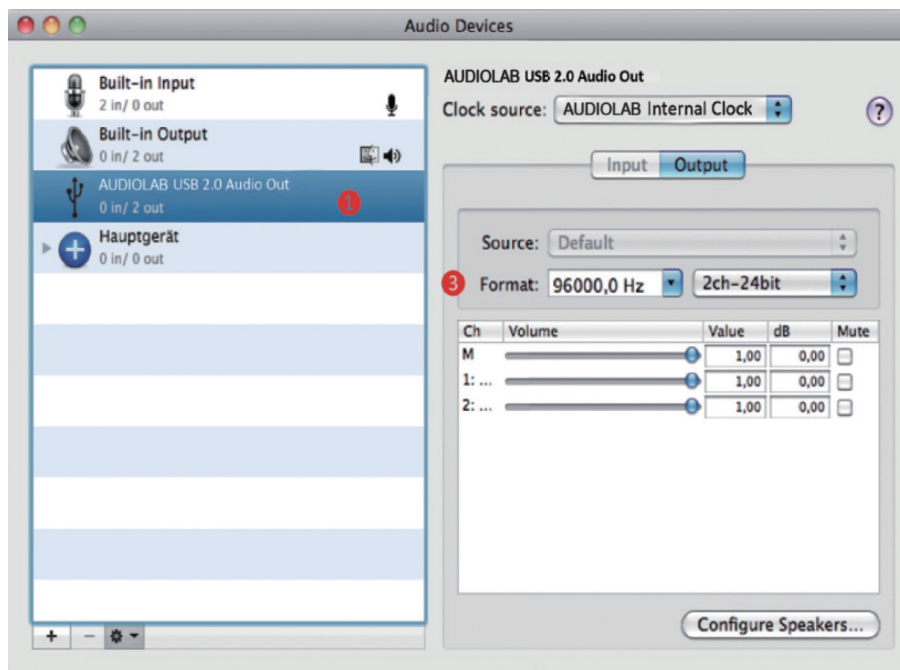 Audio Devices
Built-in Input
2 in/ 0 out
Built-in Output
0 in/ 2 out
AUDIOLAB USB 2.0 Audio Out
0 in/ 2 out
1
Hauptgerät
0 in/ 0 out
AUDIOLAB USB 2.0 Audio Out
Clock source: AUDIOLAB Internal Clock
?
Input Output
Source: Default
3 Format: 96000,0 Hz 2ch-24bit
Ch Volume Value dB Mute
M 1,00 0,00
1: ... 1,00 0,00
2: ... 1,00 0,00
Configure Speakers...